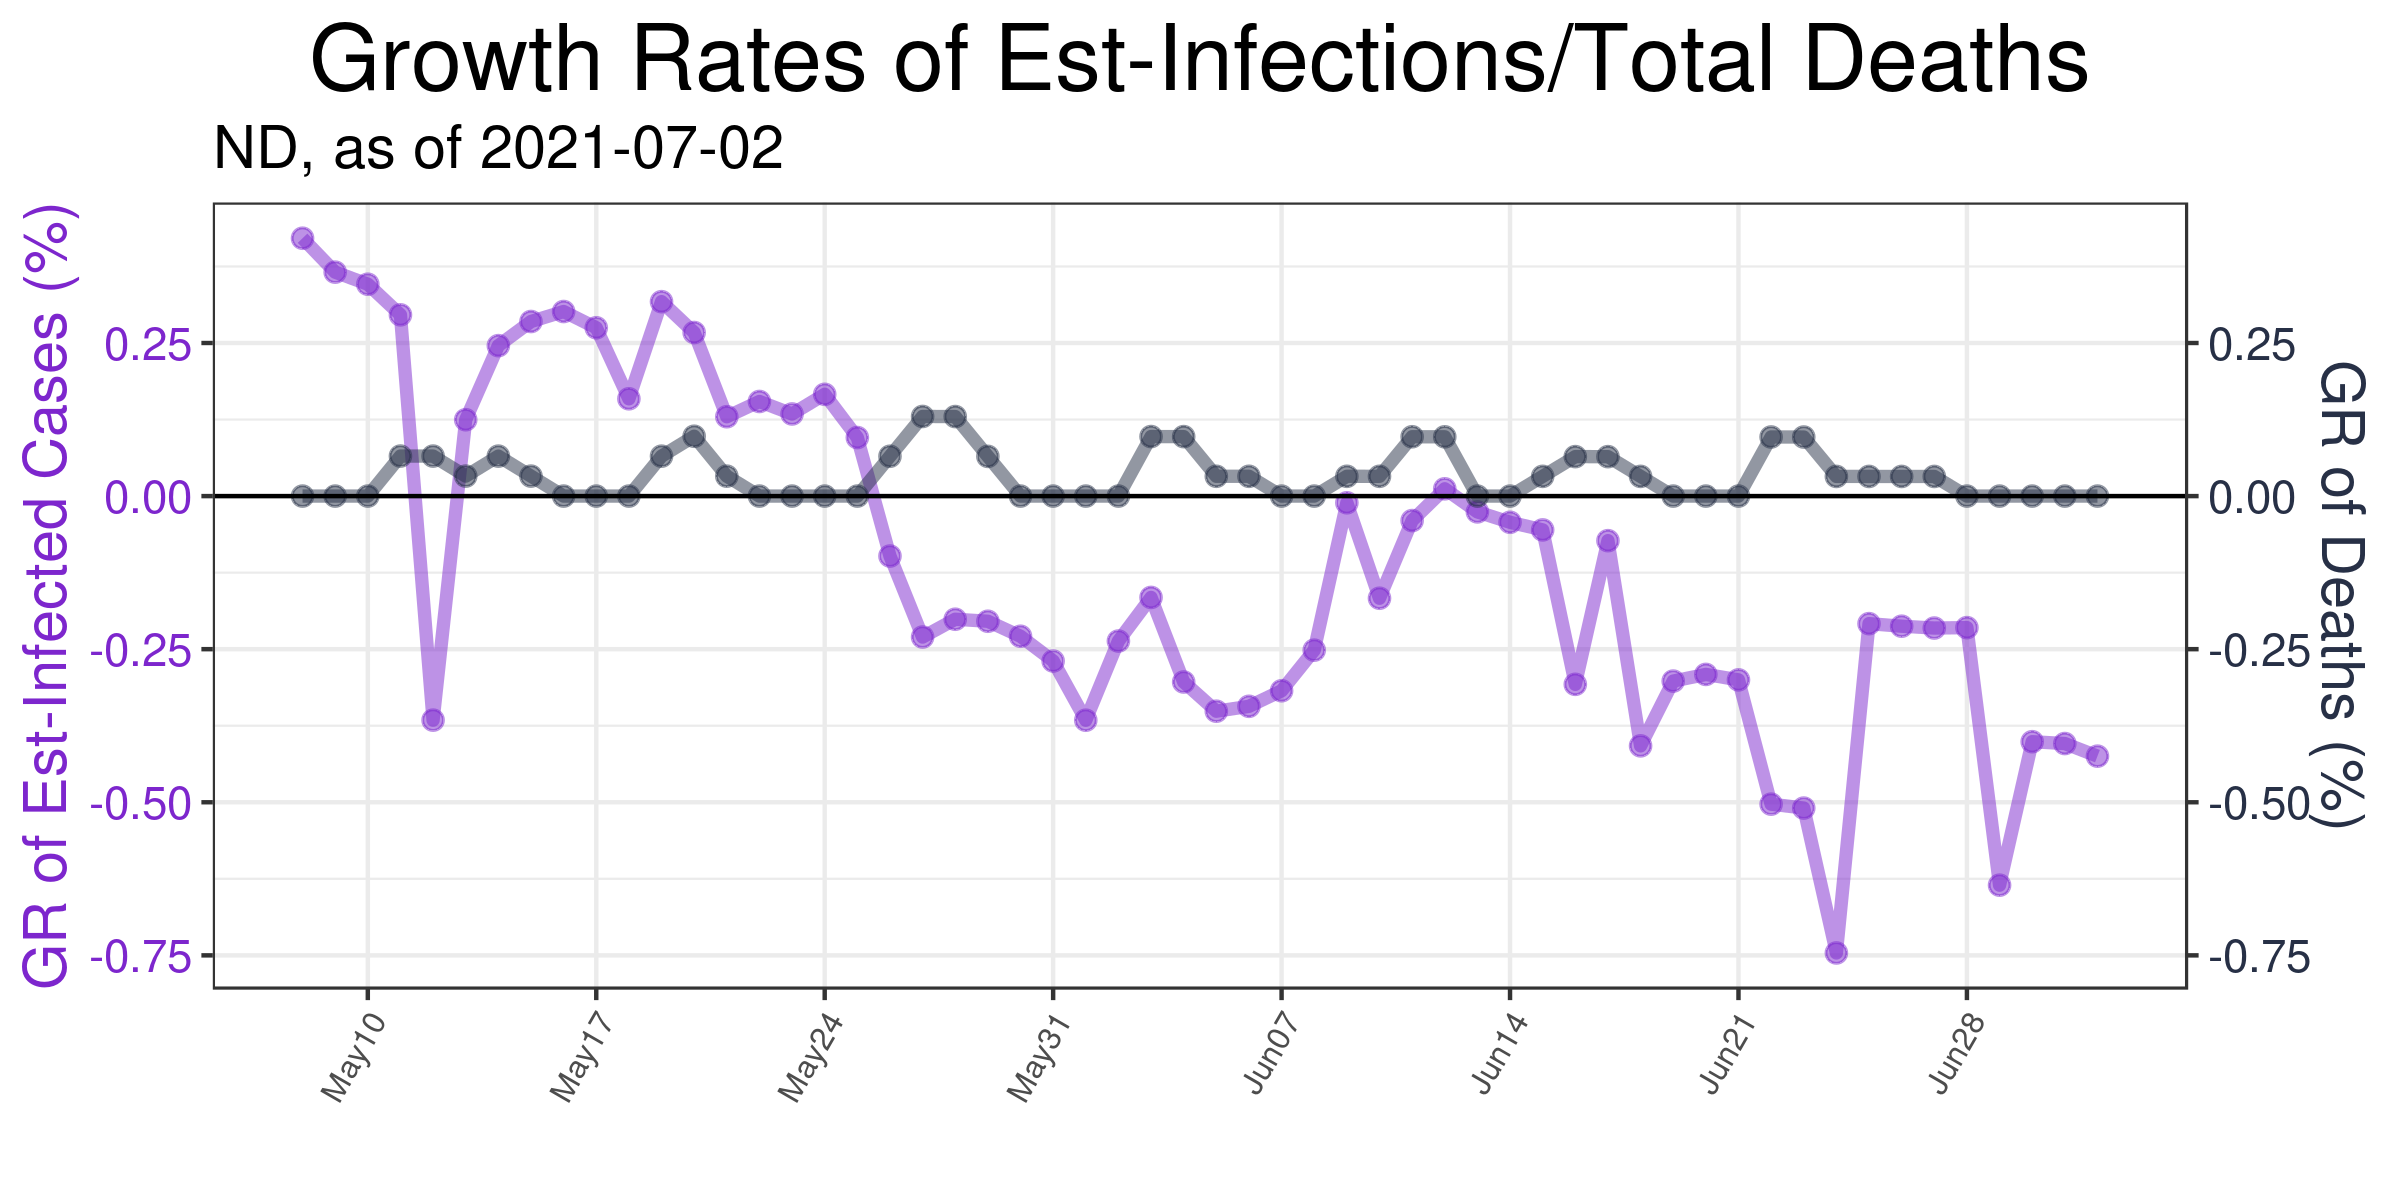 Growth Rates of Est-Infections/Total Deaths
ND, as of 2021-07-02
GR of Est-Infected Cases (%)
0.25
0.00
-0.25
-0.50
-0.75
0.25
0.00
-0.25
-0.50
-0.75
GR of Deaths (%)
May10
May17
May24
May31
Jun07
Jun14
Jun21
Jun28